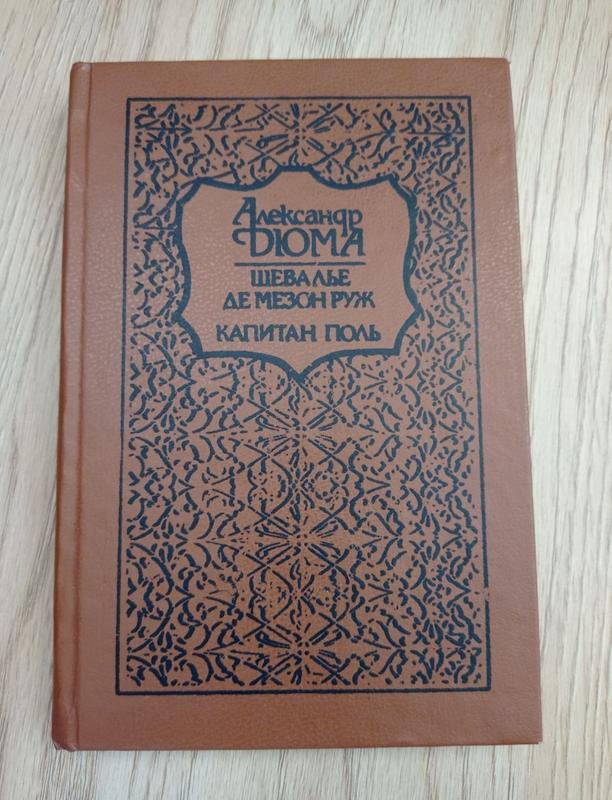 Александр
ДЮМА
ШЕВАЛЬЕ
ДЕ МЕЗОН РУЖ
КАПИТАН ПОЛЬ